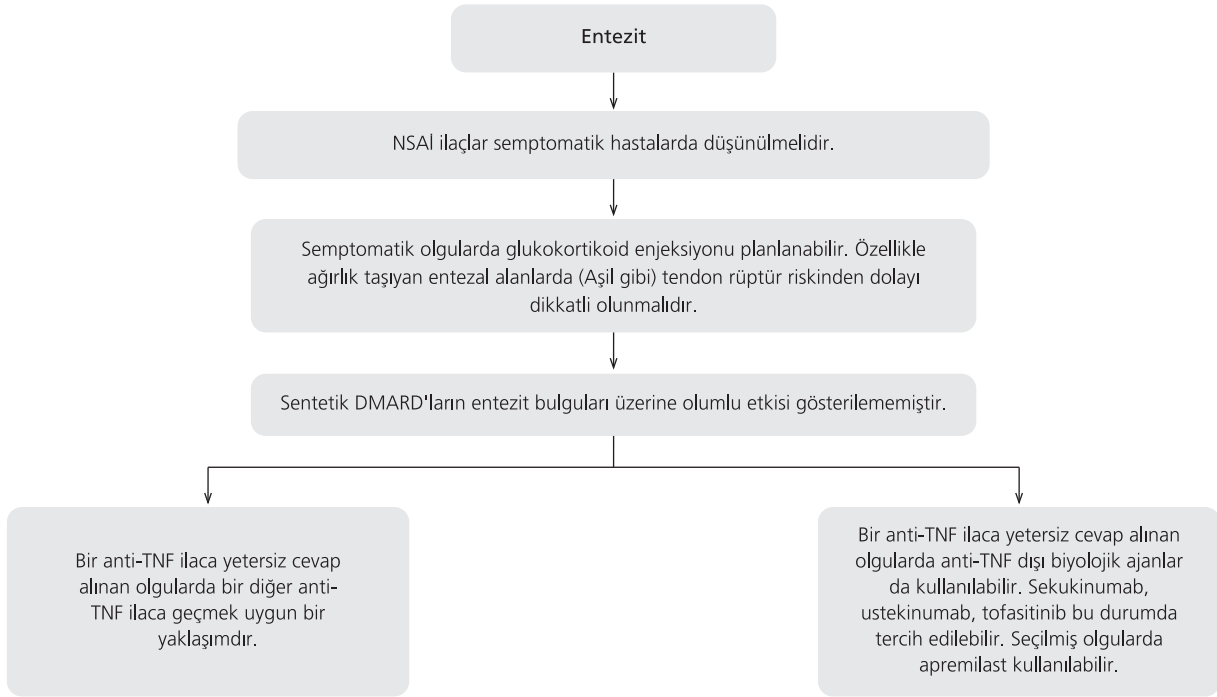 Entezit
NSAİ ilaçlar semptomatik hastalarda düşünülmelidir.
Semptomatik olgularda glukokortikoid enjeksiyonu planlanabilir. Özellikle
ağırlık taşıyan entezal alanlarda (Aşil gibi) tendon rüptür riskinden dolayı
dikkatli olunmalıdır.
Sentetik DMARD'ların entezit bulguları üzerine olumlu etkisi gösterilememiştir.
Bir anti-TNF ilaca yetersiz cevap
alınan olgularda bir diğer anti-
TNF ilaca geçmek uygun bir
yaklaşımdır.
Bir anti-TNF ilaca yetersiz cevap alınan
olgularda anti-TNF dışı biyolojik ajanlar
da kullanılabilir. Sekukinumab,
ustekinumab, tofasitinib bu durumda
tercih edilebilir. Seçilmiş olgularda
apremilast kullanılabilir.